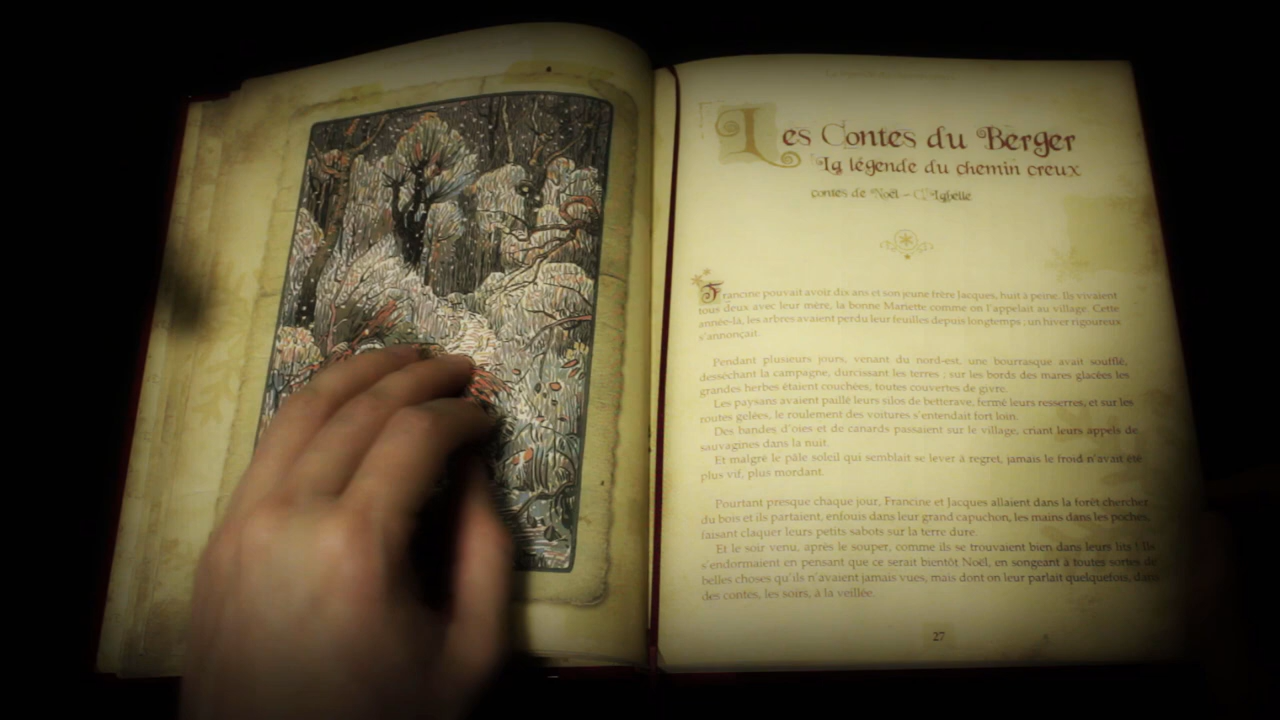 Les Contes du Berger
La légende du chemin creux
contes de Noël – C. Igbelle
Francine pouvait avoir dix ans et son jeune frère Jacques, huit à peine. Ils vivaient
tous deux avec leur mère, la bonne Mariette comme on l'appelait au village. Cette
année-là, les arbres avaient perdu leur feuilles depuis longtemps ; un hiver rigoureux
s'annonçait.
Pendant plusieurs jours, venant du nord-est, une bourrasque avait soufflé,
desséchant la campagne, durcissant les terres ; sur les bords des mares glacées les
grandes herbes étaient couchées, toutes couvertes de givre.
Les paysans avaient paillé leurs silos de betterave, fermé leurs resserres, et sur les
routes gelées, le roulement des voitures s'entendait fort loin.
Des bandes d'oies et de canards passaient sur le village, criant leurs appels de
sauvagines dans la nuit.
Et malgré le pâle soleil qui semblait se lever à regret, jamais le froid n'avait été
plus vif, plus mordant.
Pourtant presque chaque jour, Francine et Jacques allaient dans la forêt chercher
du bois et ils partaient, enfouis dans leur grand capuchon, les mains dans les poches,
faisant claquer leurs petits sabots sur la terre dure.
Et le soir venu, après le souper, comme ils se trouvaient bien dans leurs lits ! Ils
s'endormaient en pensant que ce serait bientôt Noël, en songeant à toutes sortes de
belles choses qu'ils n'avaient jamais vues, mais dont on leur parlait quelquefois, dans
des contes, les soirs, à la veillée.
27